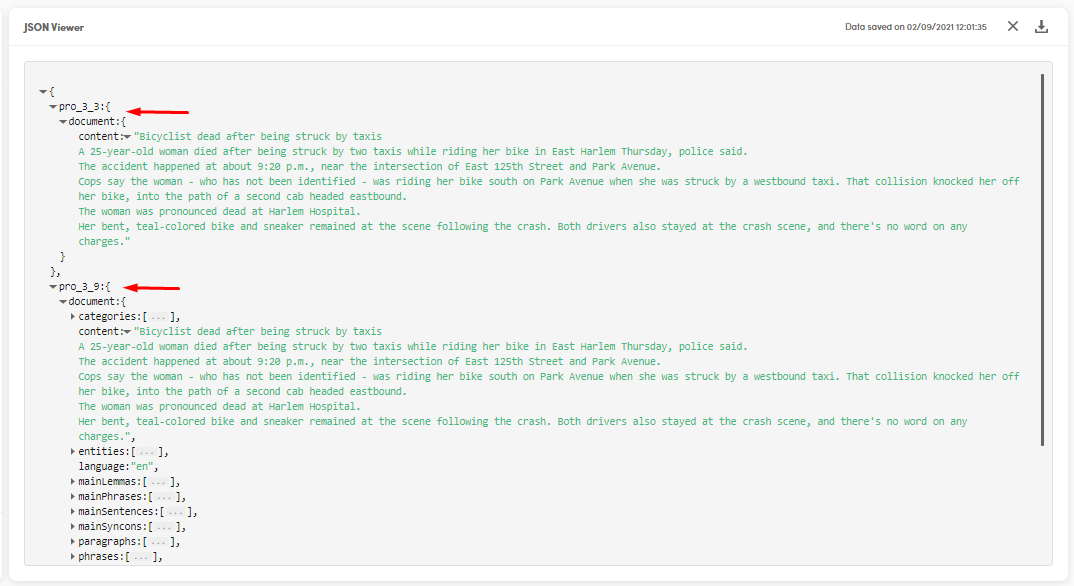 JSON Viewer
Data saved on 02/09/2021 12:01:35
{
pro_3_3:{
document:{
content: "Bicyclist dead after being struck by taxis
A 25-year-old woman died after being struck by two taxis while riding her bike in East Harlem Thursday, police said.
The accident happened at about 9:20 p.m., near the intersection of East 125th Street and Park Avenue.
Cops say the woman - who has not been identified - was riding her bike south on Park Avenue when she was struck by a westbound taxi. That collision knocked her off
her bike, into the path of a second cab headed eastbound.
The woman was pronounced dead at Harlem Hospital.
Her bent, teal-colored bike and sneaker remained at the scene following the crash. Both drivers also stayed at the crash scene, and there's no word on any
charges."
}
},
pro_3_9:{
document:{
categories:[ ... ],
content: "Bicyclist dead after being struck by taxis
A 25-year-old woman died after being struck by two taxis while riding her bike in East Harlem Thursday, police said.
The accident happened at about 9:20 p.m., near the intersection of East 125th Street and Park Avenue.
Cops say the woman - who has not been identified - was riding her bike south on Park Avenue when she was struck by a westbound taxi. That collision knocked her off
her bike, into the path of a second cab headed eastbound.
The woman was pronounced dead at Harlem Hospital.
Her bent, teal-colored bike and sneaker remained at the scene following the crash. Both drivers also stayed at the crash scene, and there's no word on any
charges.",
entities:[ ... ],
language:"en",
mainLemmas:[ ... ],
mainPhrases:[ ... ],
mainSentences:[ ... ],
mainSyncons:[ ... ],
paragraphs:[ ... ],
phrases:[ ... ],